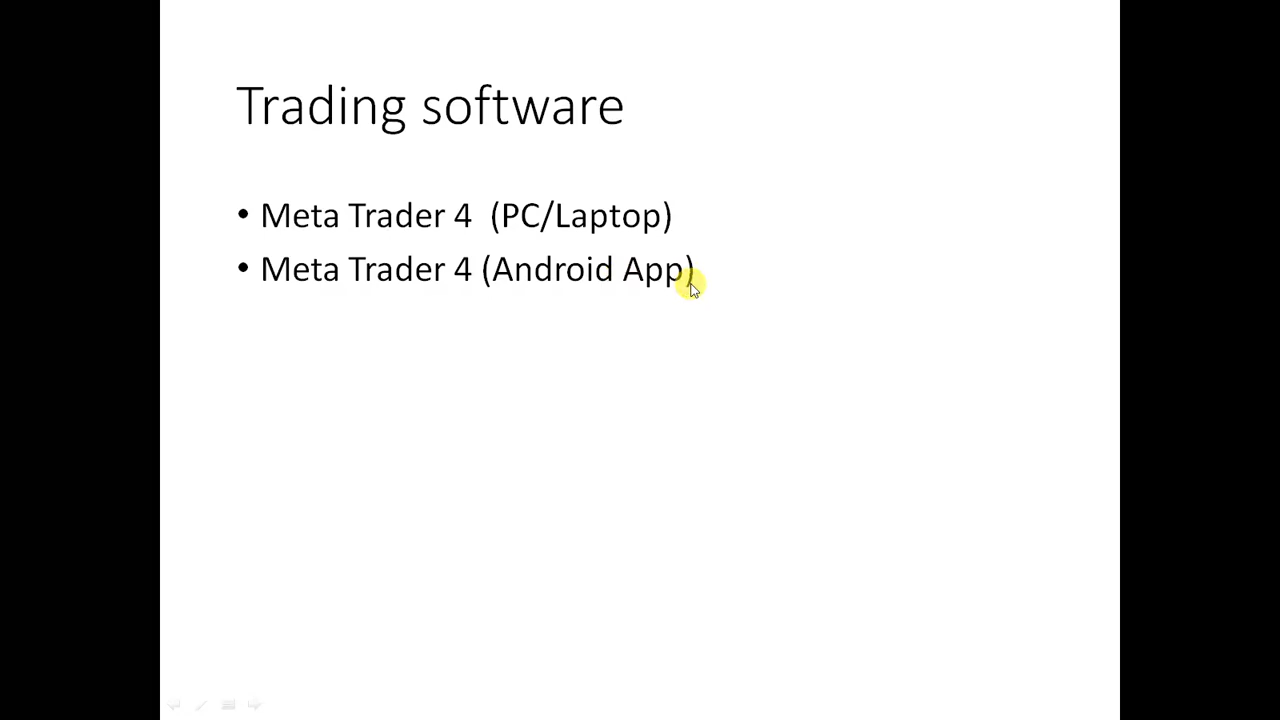 Trading software
• Meta Trader 4  (PC/Laptop)
• Meta Trader 4 (Android App)